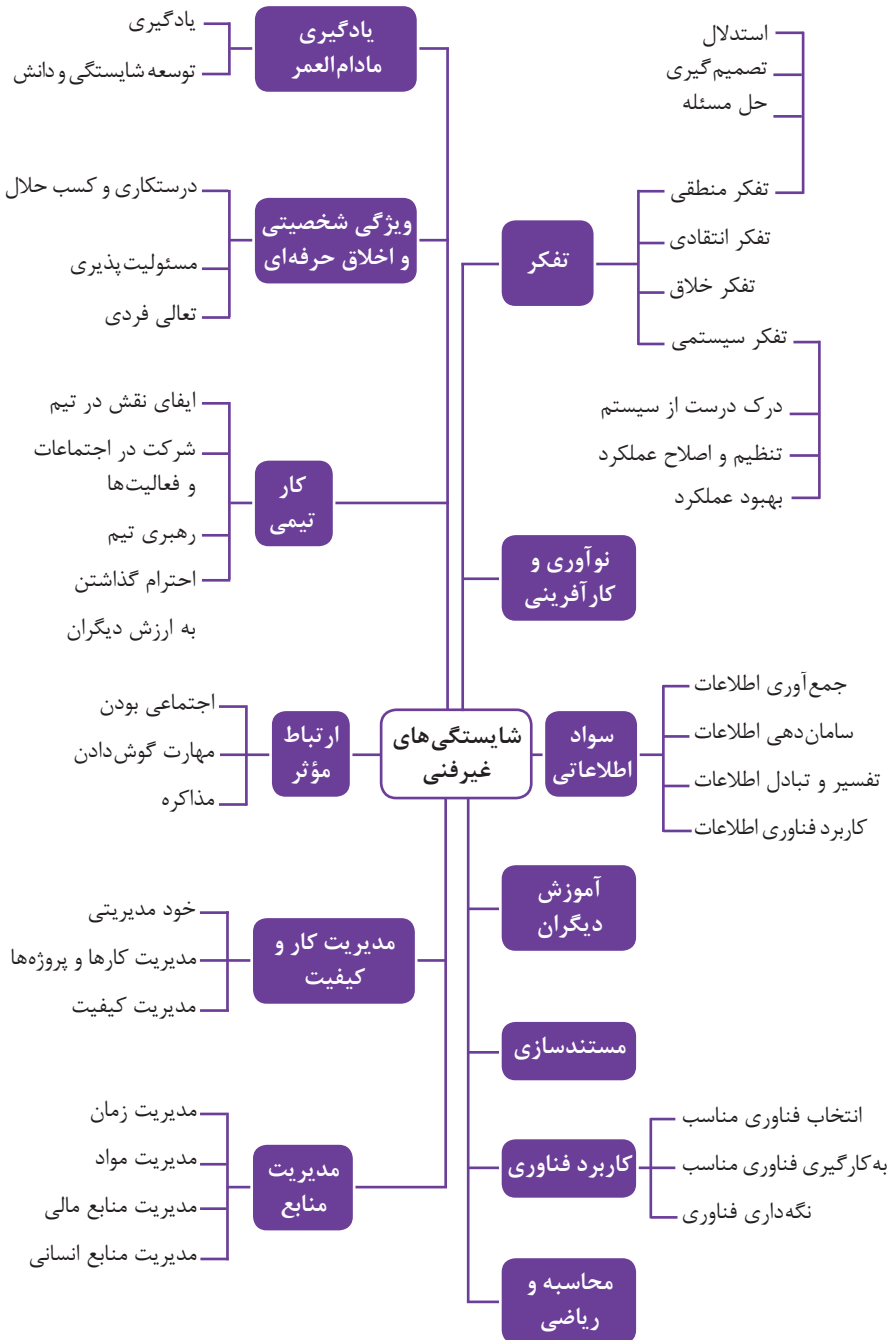 شایستگی‌های
غیرفنی
تفکر
استدلال
تصمیم‌گیری
حل مسئله
تفکر منطقی
تفکر انتقادی
تفکر خلاق
تفکر سیستمی
درک درست از سیستم
تنظیم و اصلاح عملکرد
بهبود عملکرد
نوآوری و
کارآفرینی
سواد
اطلاعاتی
جمع‌آوری اطلاعات
سامان‌دهی اطلاعات
تفسیر و تبادل اطلاعات
کاربرد فناوری اطلاعات
آموزش
دیگران
مستندسازی
کاربرد فناوری
انتخاب فناوری مناسب
به‌کارگیری فناوری مناسب
نگه‌داری فناوری
محاسبه و
ریاضی
یادگیری
مادام‌العمر
یادگیری
توسعه شایستگی و دانش
ویژگی شخصیتی
و اخلاق حرفه‌ای
درستکاری و کسب حلال
مسئولیت‌پذیری
تعالی فردی
کار
تیمی
ایفای نقش در تیم
شرکت در اجتماعات
و فعالیت‌ها
رهبری تیم
احترام گذاشتن
به ارزش دیگران
ارتباط
مؤثر
اجتماعی بودن
مهارت گوش‌دادن
مذاکره
مدیریت کار و
کیفیت
خود مدیریتی
مدیریت کارها و پروژه‌ها
مدیریت کیفیت
مدیریت
منابع
مدیریت زمان
مدیریت مواد
مدیریت منابع مالی
مدیریت منابع انسانی